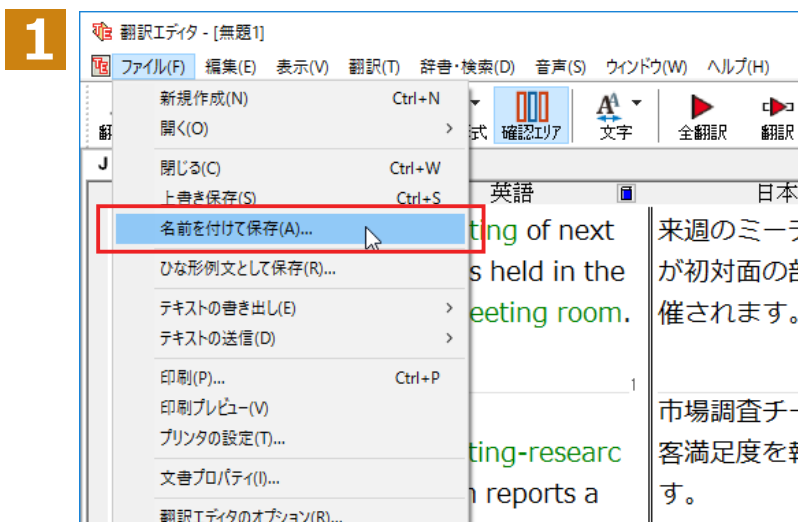 1
翻訳エディタ - [無題1]
ファイル(F) 編集(E) 表示(V) 翻訳(T) 辞書・検索(D) 音声(S) ウィンドウ(W) ヘルプ(H)
新規作成(N) Ctrl+N
開く(O) >
閉じる(C) Ctrl+W
上書き保存(S) Ctrl+S
名前を付けて保存(A)...
ひな形例文として保存(R)...
テキストの書き出し(E) >
テキストの送信(D) >
印刷(P)... Ctrl+P
印刷プレビュー(V)
プリンタの設定(T)...
文書プロパティ(I)...
翻訳エディタのオプション(R)...
翻
式 確認エリア 文字 全翻訳 翻訳
J
英語 日本
ting of next
s held in the
eeting room.
1
ting-researc
reports a
来週のミーテ
が初対面の部
催されます。
市場調査チー
客満足度を報
す。